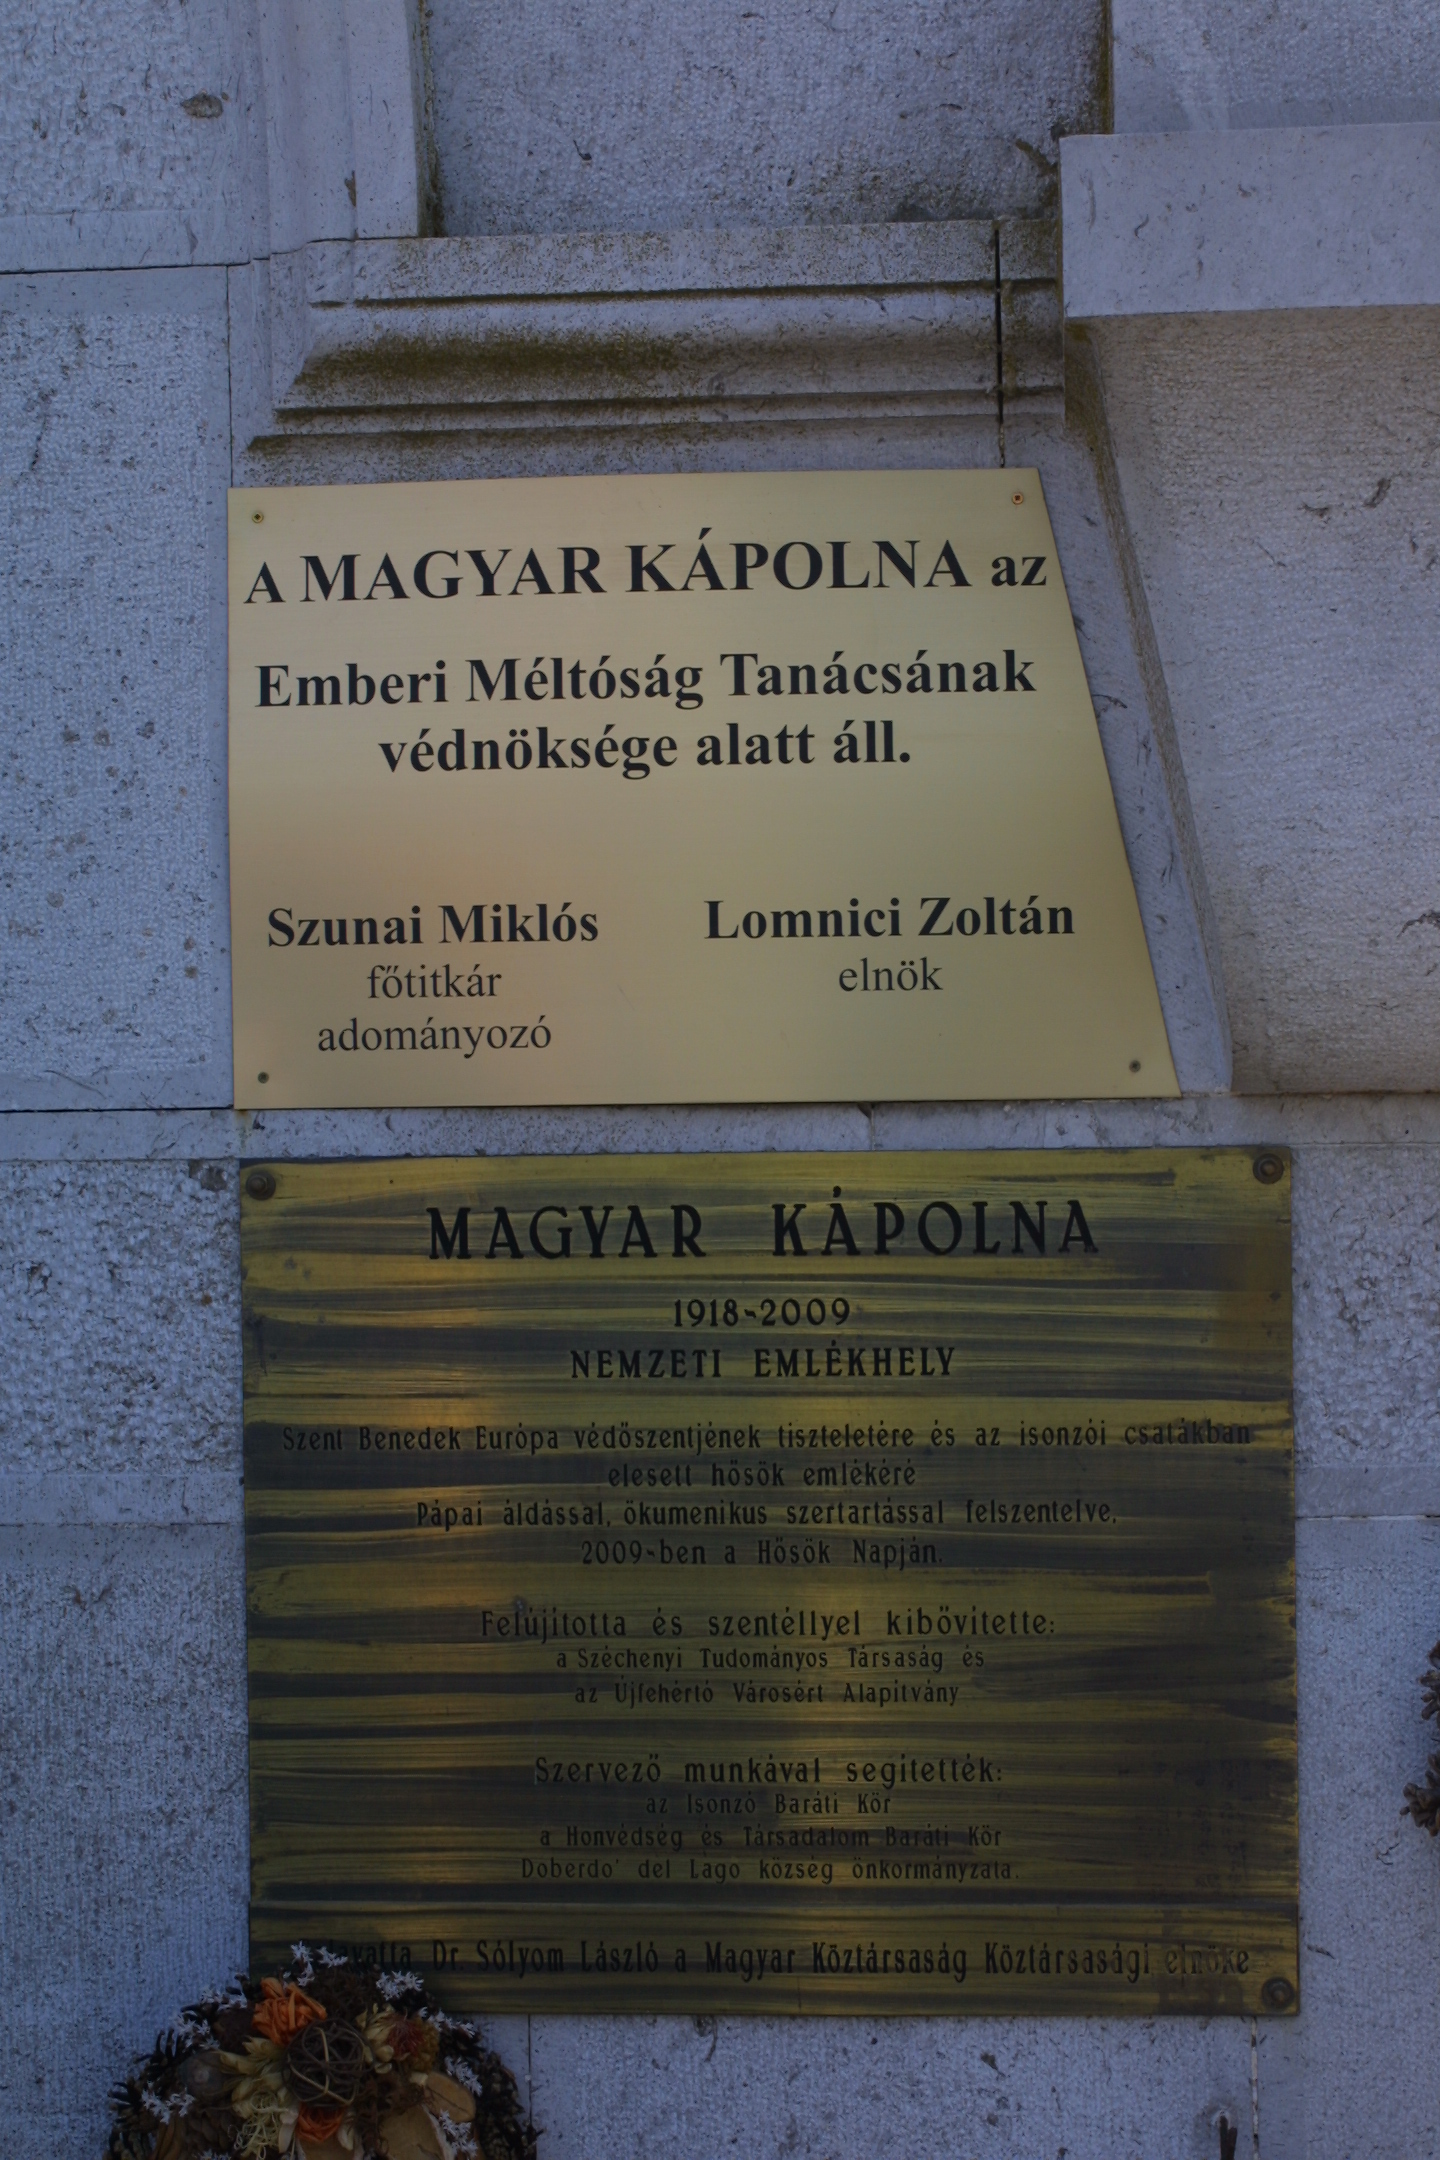 A MAGYAR KÁPOLNA az
Emberi Méltóság Tanácsának
védnöksége alatt áll.
Szunai Miklós
főtitkár
adományozó
Lomnici Zoltán
elnök
MAGYAR KÁPOLNA
1918-2009
NEMZETI EMLÉKHELY
Szent Benedek Európa védőszentjének tiszteletére és az isonzói csatákban
elesett hősök emlékéré
Pápai áldással, ökumenikus szertartással felszentelve,
2009-ben a Hősök Napján.
Felújította és szentéllyel kibővítette:
a Széchenyi Tudományos Társaság és
az Újfehértó Városért Alapítvány
Szervező munkával segítették:
az Isonzó Baráti Kör
a Honvédség és Társadalom Baráti Kör
Doberdo' del Lago község önkormányzata.
Dr. Sólyom László a Magyar Köztársaság Köztársasági elnöke